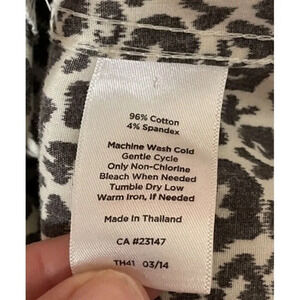 96% Cotton
4% Spandex
Machine Wash Cold
Gentle Cycle
Only Non-Chlorine
Bleach When Needed
Tumble Dry Low
Warm Iron, If Needed
Made In Thailand
CA #23147
TH41 03/14